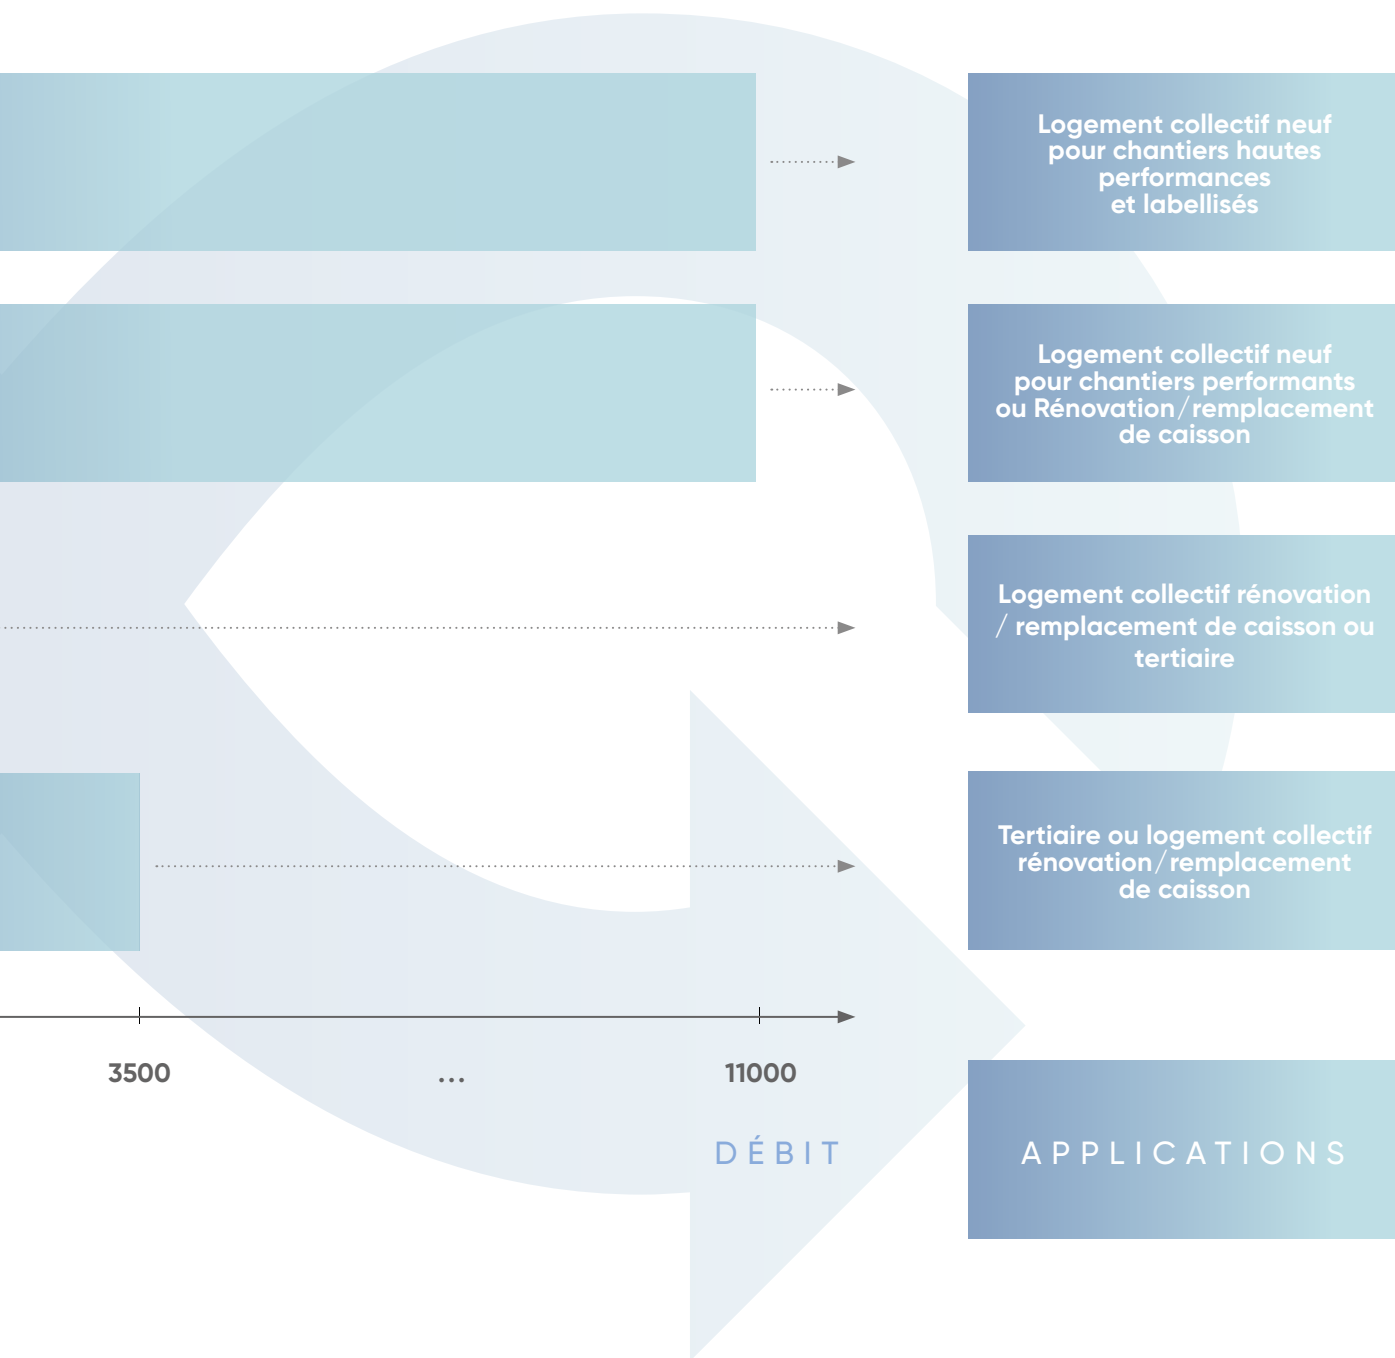 Logement collectif neuf
pour chantiers hautes
performances
et labellisés
Logement collectif neuf
pour chantiers performants
ou Rénovation/remplacement
de caisson
Logement collectif rénovation
/ remplacement de caisson ou
tertiaire
Tertiaire ou logement collectif
rénovation/remplacement
de caisson
3500 ... 11000
DÉBIT
APPLICATIONS